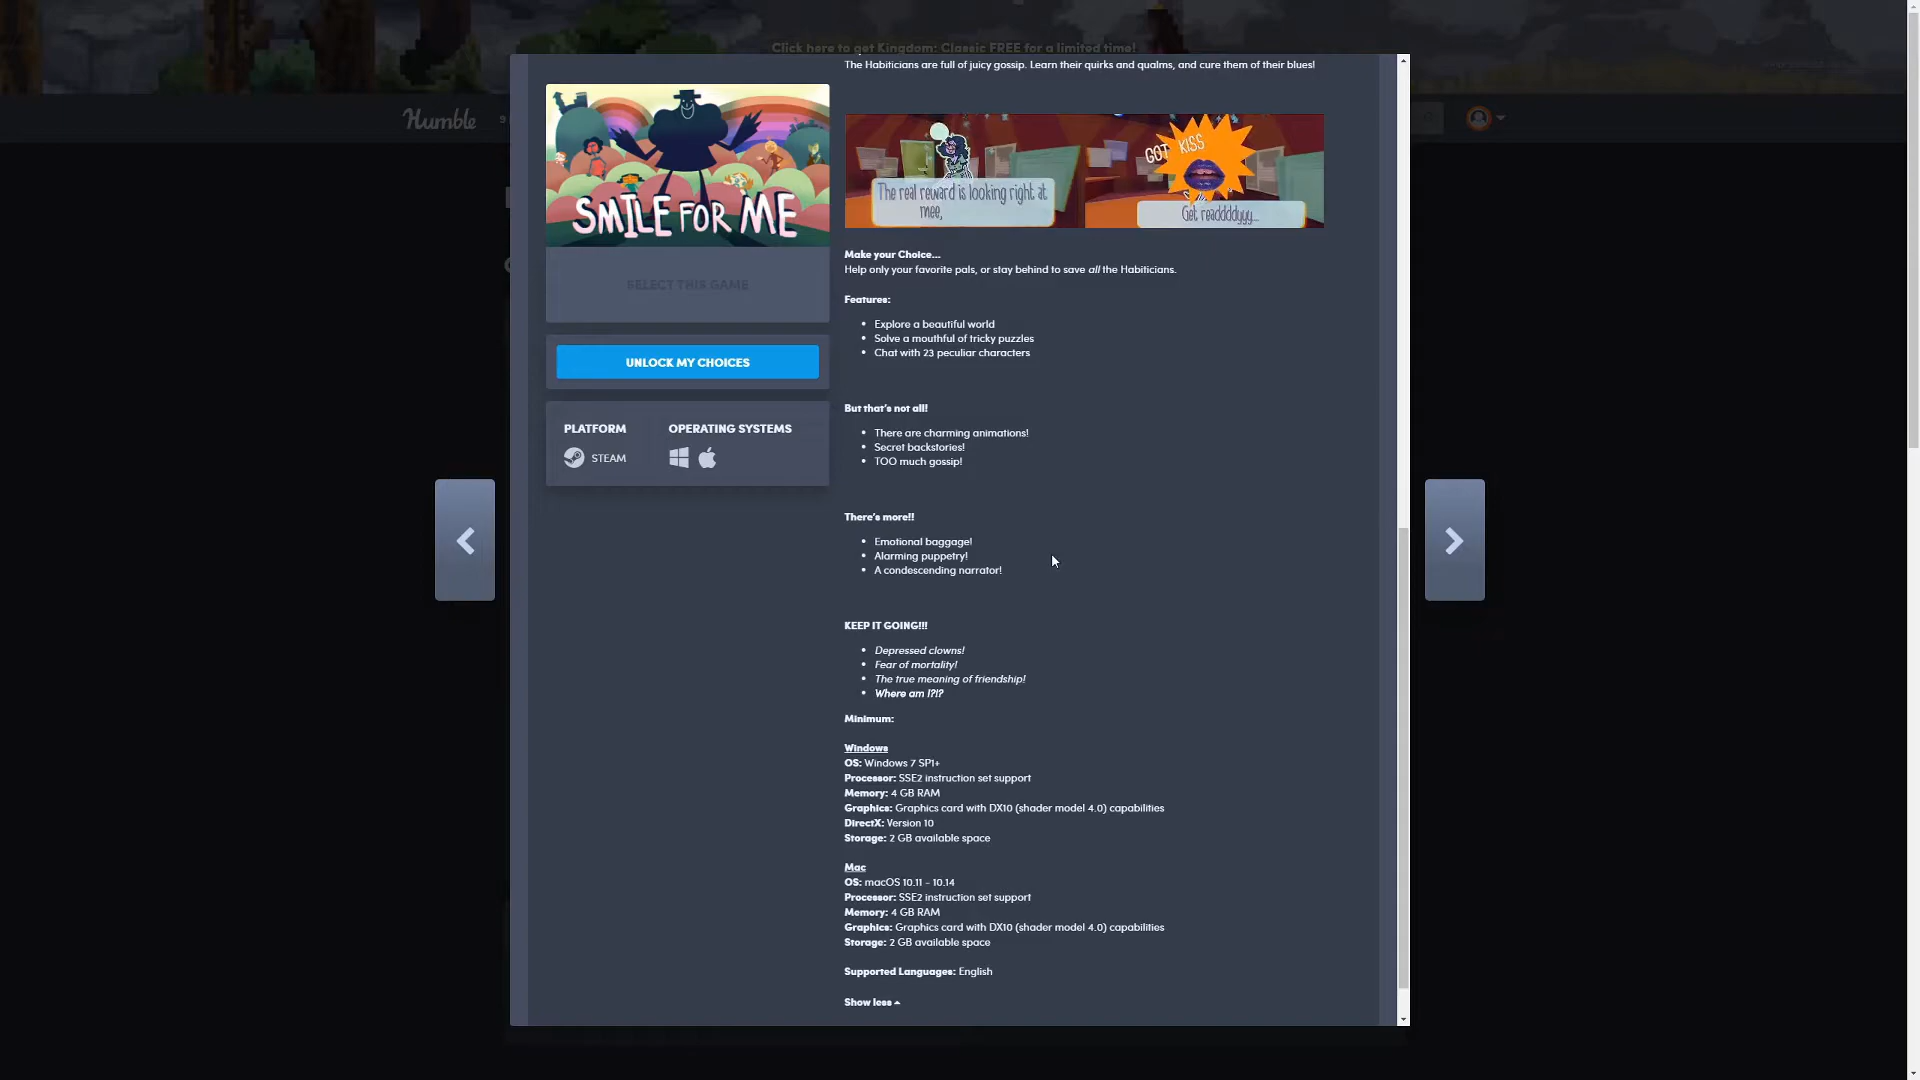 Click here to get Kingdom: Classic FREE for a limited time!
The Habiticians are full of juicy gossip. Learn their quirks and qualms, and cure them of their blues!
Humble
SMILE FOR ME
The real reward is looking right at
mee,
GOT KISS
Get readdddyyy...
SELECT THIS GAME
UNLOCK MY CHOICES
PLATFORM
OPERATING SYSTEMS
STEAM
Make your Choice...
Help only your favorite pals, or stay behind to save all the Habiticians.
Features:
Explore a beautiful world
Solve a mouthful of tricky puzzles
Chat with 23 peculiar characters
But that's not all!
There are charming animations!
Secret backstories!
TOO much gossip!
There's more!!
Emotional baggage!
Alarming puppetry!
A condescending narrator!
KEEP IT GOING!!!
Depressed clowns!
Fear of mortality!
The true meaning of friendship!
Where am I?!?
Minimum:
Windows
OS: Windows 7 SP1+
Processor: SSE2 instruction set support
Memory: 4 GB RAM
Graphics: Graphics card with DX10 (shader model 4.0) capabilities
DirectX: Version 10
Storage: 2 GB available space
Mac
OS: macOS 10.11 - 10.14
Processor: SSE2 instruction set support
Memory: 4 GB RAM
Graphics: Graphics card with DX10 (shader model 4.0) capabilities
Storage: 2 GB available space
Supported Languages: English
Show less